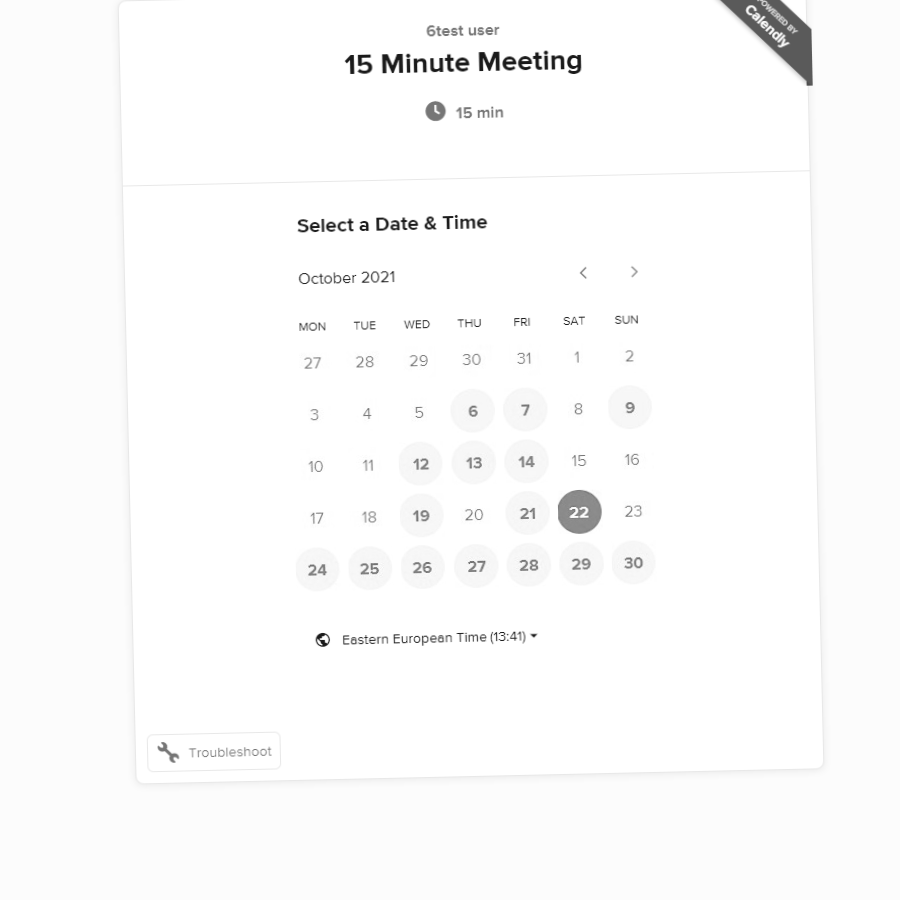 POWERED BY
Calendly
6test user
15 Minute Meeting
15 min
Select a Date & Time
October 2021
MON TUE WED THU FRI SAT SUN
27 28 29 30 31 1 2
3 4 5 6 7 8 9
10 11 12 13 14 15 16
17 18 19 20 21 22 23
24 25 26 27 28 29 30
Eastern European Time (13:41)
Troubleshoot